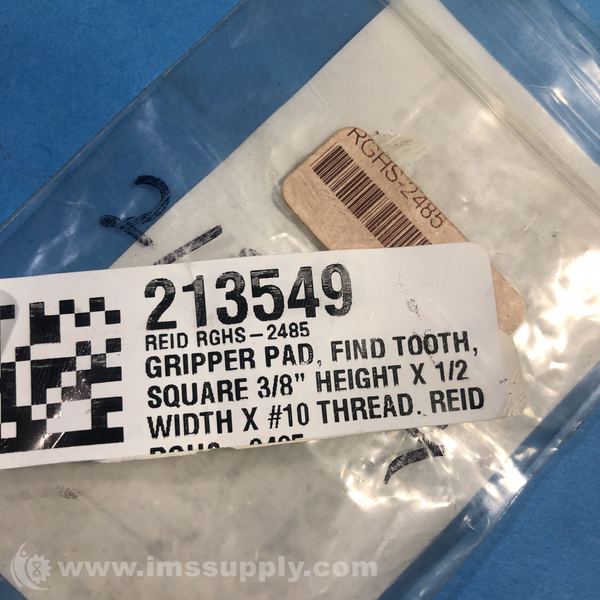 RGHS-2485
213549
REID RGHS-2485
GRIPPER PAD, FIND TOOTH,
SQUARE 3/8" HEIGHT X 1/2
WIDTH X #10 THREAD. REID
www.imssupply.com